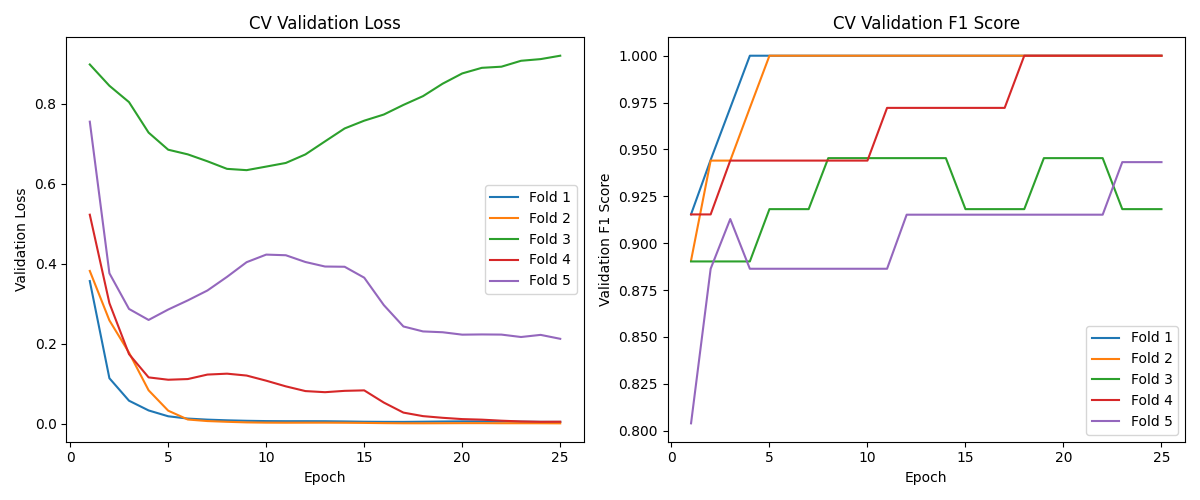 CV Validation Loss
Validation Loss
0.8
0.6
0.4
0.2
0.0
0 5 10 15 20 25
Epoch
Fold 1
Fold 2
Fold 3
Fold 4
Fold 5
CV Validation F1 Score
Validation F1 Score
1.000
0.975
0.950
0.925
0.900
0.875
0.850
0.825
0.800
0 5 10 15 20 25
Epoch
Fold 1
Fold 2
Fold 3
Fold 4
Fold 5